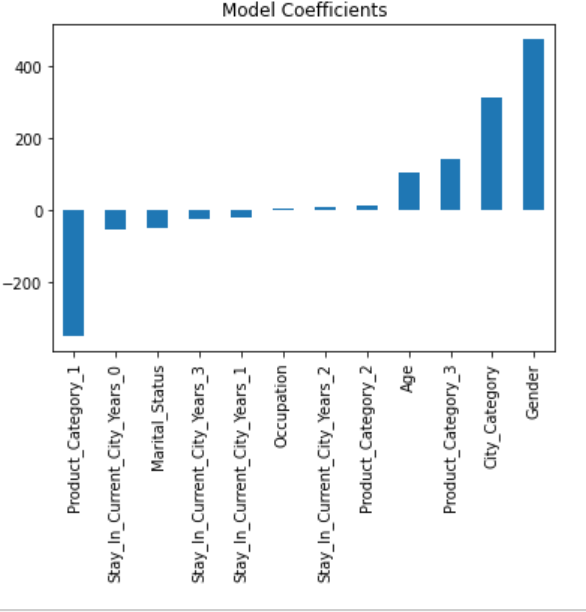 Model Coefficients
400
200
0
−200
Product_Category_1
Stay_In_Current_City_Years_0
Marital_Status
Stay_In_Current_City_Years_3
Stay_In_Current_City_Years_1
Occupation
Stay_In_Current_City_Years_2
Product_Category_2
Age
Product_Category_3
City_Category
Gender